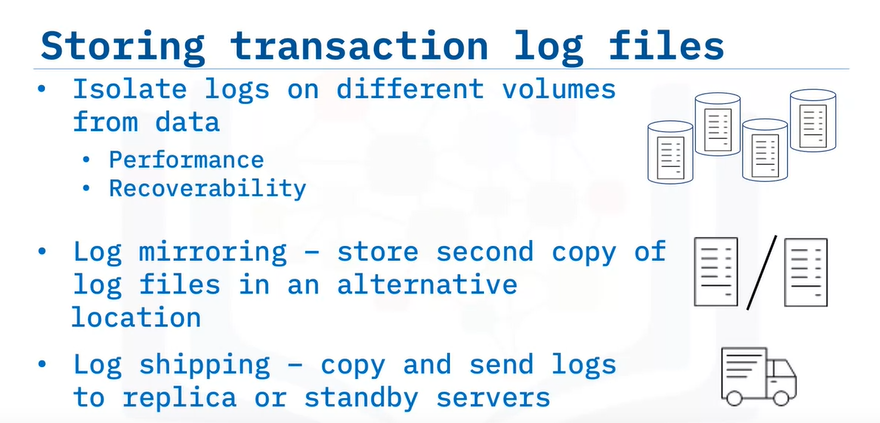 Storing transaction log files
• Isolate logs on different volumes
from data
• Performance
• Recoverability
• Log mirroring – store second copy of
log files in an alternative
location
• Log shipping – copy and send logs
to replica or standby servers